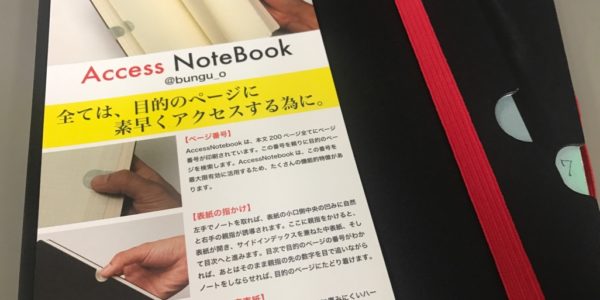 Access NoteBook
@bungu_o
全ては、目的のページに
素早くアクセスする為に。
【ページ番号】
AccessNotebook は、本文 200 ページ全てにページ
番号が印刷されています。この番号を頼りに目的のペー
ジを検索します。AccessNotebook は、この番号を
最大限有効に活用するため、たくさんの機能的特徴があ
ります。
【表紙の指かけ】
左手でノートを取れば、表紙の小口側中央の凹みに自然
と右手の親指が誘導されます。ここに親指をかけると、
表紙が開き、サイドインデックスを兼ねた中表紙、そし
て目次へと進みます。目次で目的のページの番号がわか
れば、あとはそのまま親指の先の数字を目で追いながら
ノートをしならせれば、目的のページにたどり着けます。
みにくいハー
7